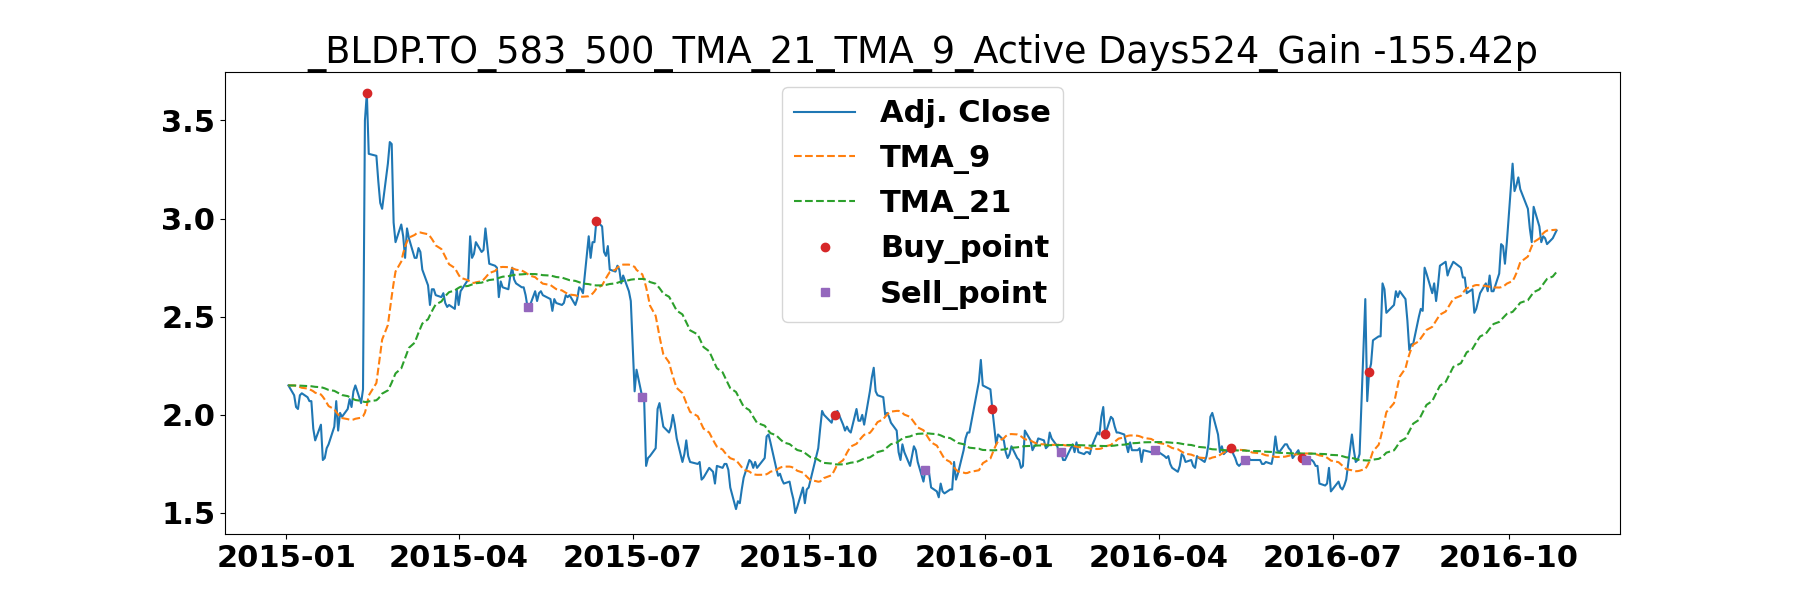 _BLDP.TO_583_500_TMA_21_TMA_9_Active Days524_Gain -155.42p
3.5
3.0
2.5
2.0
1.5
Adj. Close
TMA_9
TMA_21
Buy_point
Sell_point
2015-01 2015-04 2015-07 2015-10 2016-01 2016-04 2016-07 2016-10